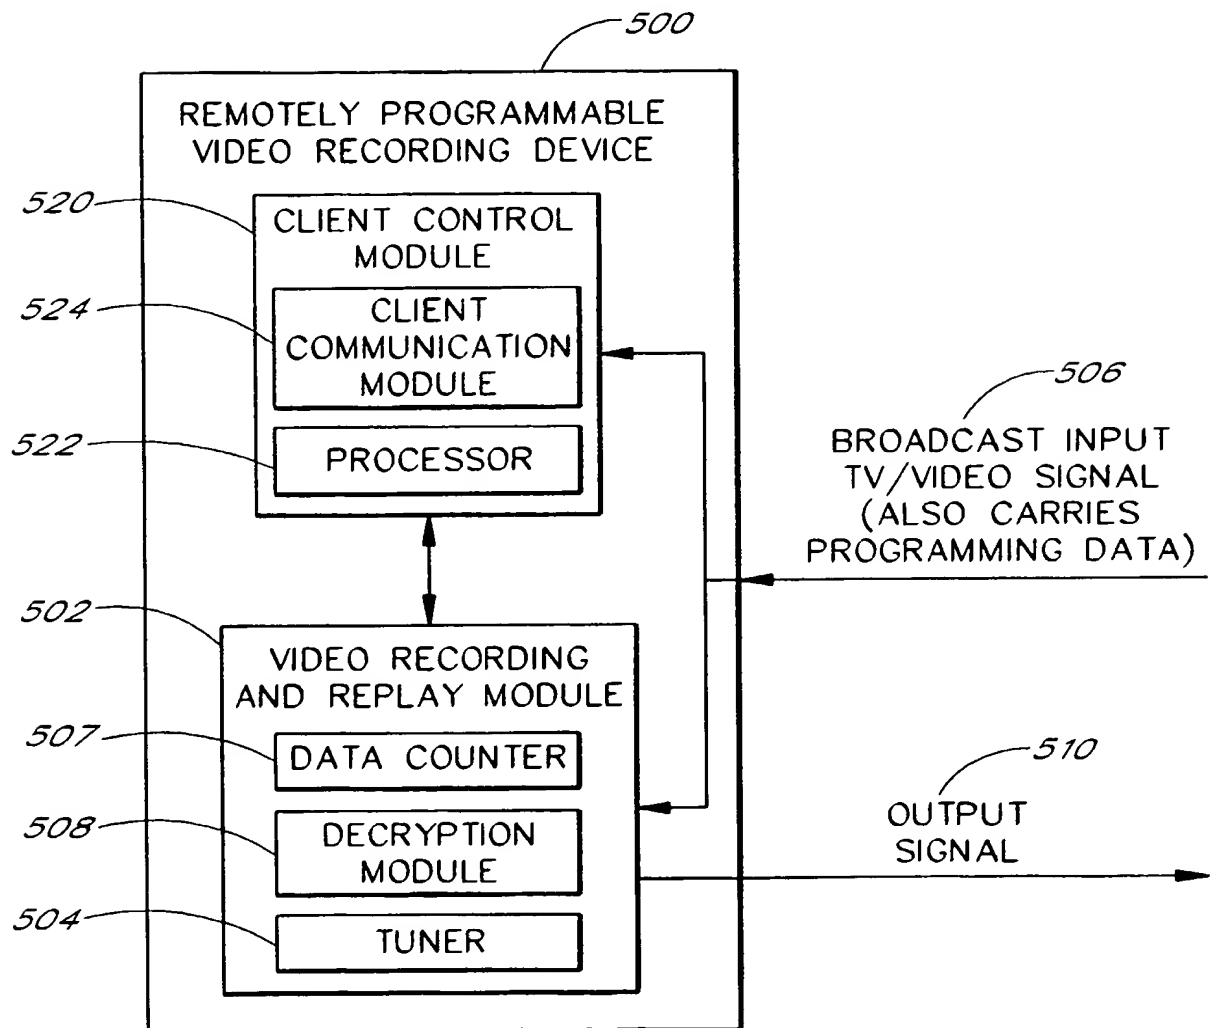 500
REMOTELY PROGRAMMABLE
VIDEO RECORDING DEVICE
520
CLIENT CONTROL
MODULE
524
CLIENT
COMMUNICATION
MODULE
522
PROCESSOR
506
BROADCAST INPUT
TV/VIDEO SIGNAL
(ALSO CARRIES
PROGRAMMING DATA)
502
VIDEO RECORDING
AND REPLAY MODULE
507
DATA COUNTER
508
DECRYPTION
MODULE
504
TUNER
510
OUTPUT
SIGNAL